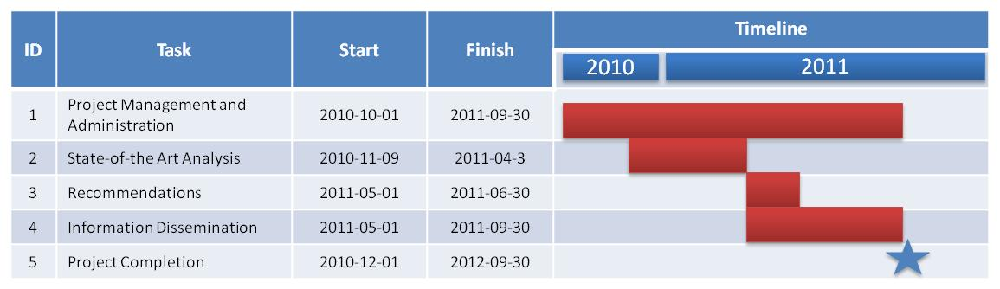 ID Task Start Finish Timeline
2010 2011
1 Project Management and Administration 2010-10-01 2011-09-30
2 State-of-the Art Analysis 2010-11-09 2011-04-3
3 Recommendations 2011-05-01 2011-06-30
4 Information Dissemination 2011-05-01 2011-09-30
5 Project Completion 2010-12-01 2012-09-30